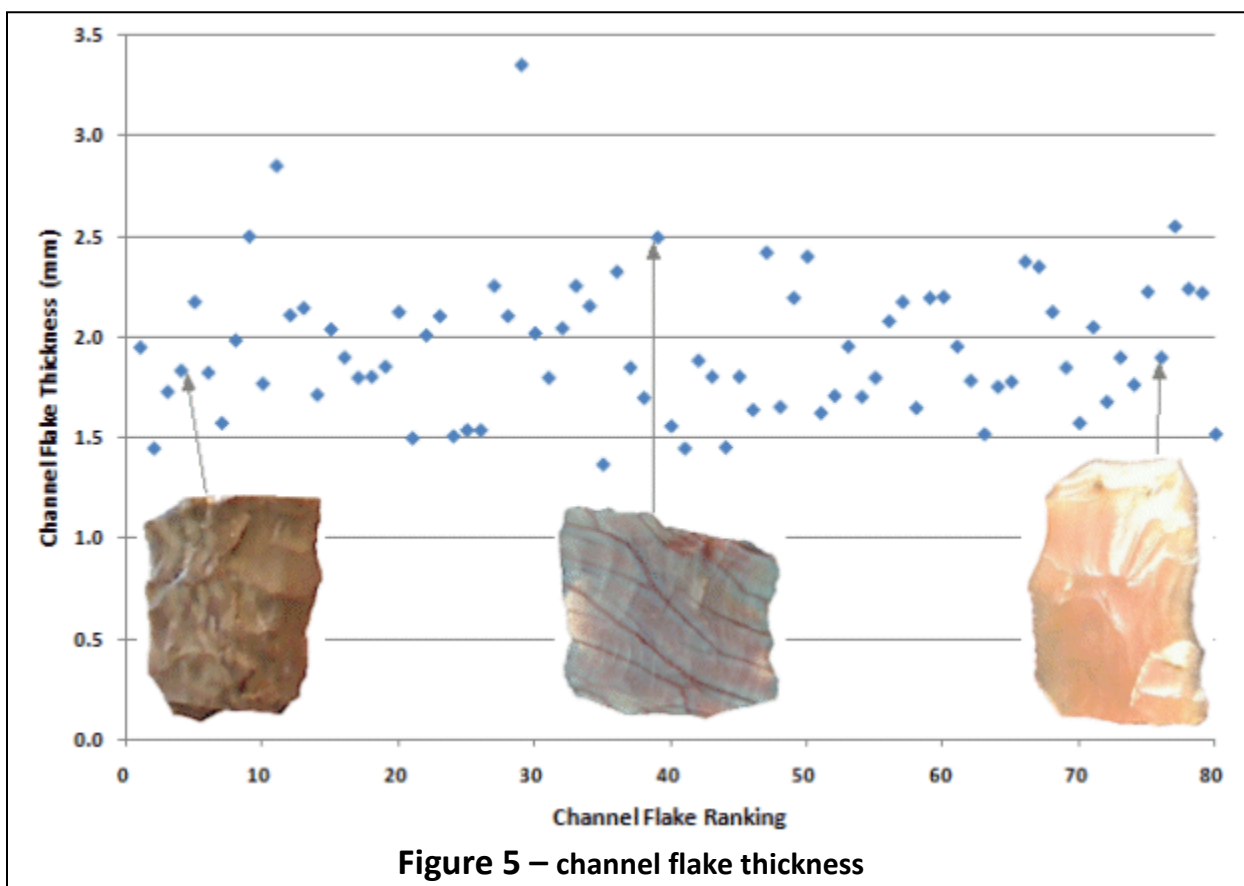 3.5
3.0
2.5
2.0
1.5
1.0
0.5
0.0
Channel Flake Thickness (mm)
0 10 20 30 40 50 60 70 80
Channel Flake Ranking
Figure 5 – channel flake thickness